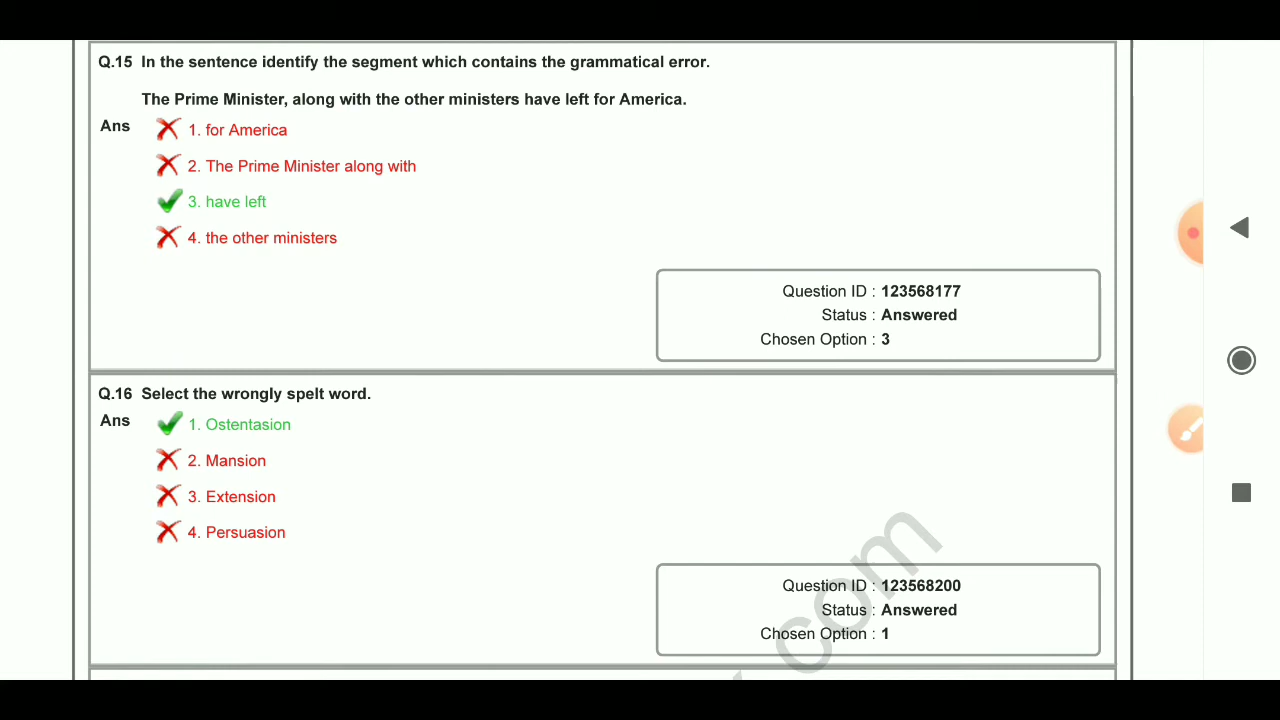 Q.15 In the sentence identify the segment which contains the grammatical error.
The Prime Minister, along with the other ministers have left for America.
Ans
1. for America
2. The Prime Minister along with
3. have left
4. the other ministers
Question ID : 123568177
Status : Answered
Chosen Option : 3
Q.16 Select the wrongly spelt word.
Ans
1. Ostentasion
2. Mansion
3. Extension
4. Persuasion
Question ID : 123568200
Status : Answered
Chosen Option : 1
com